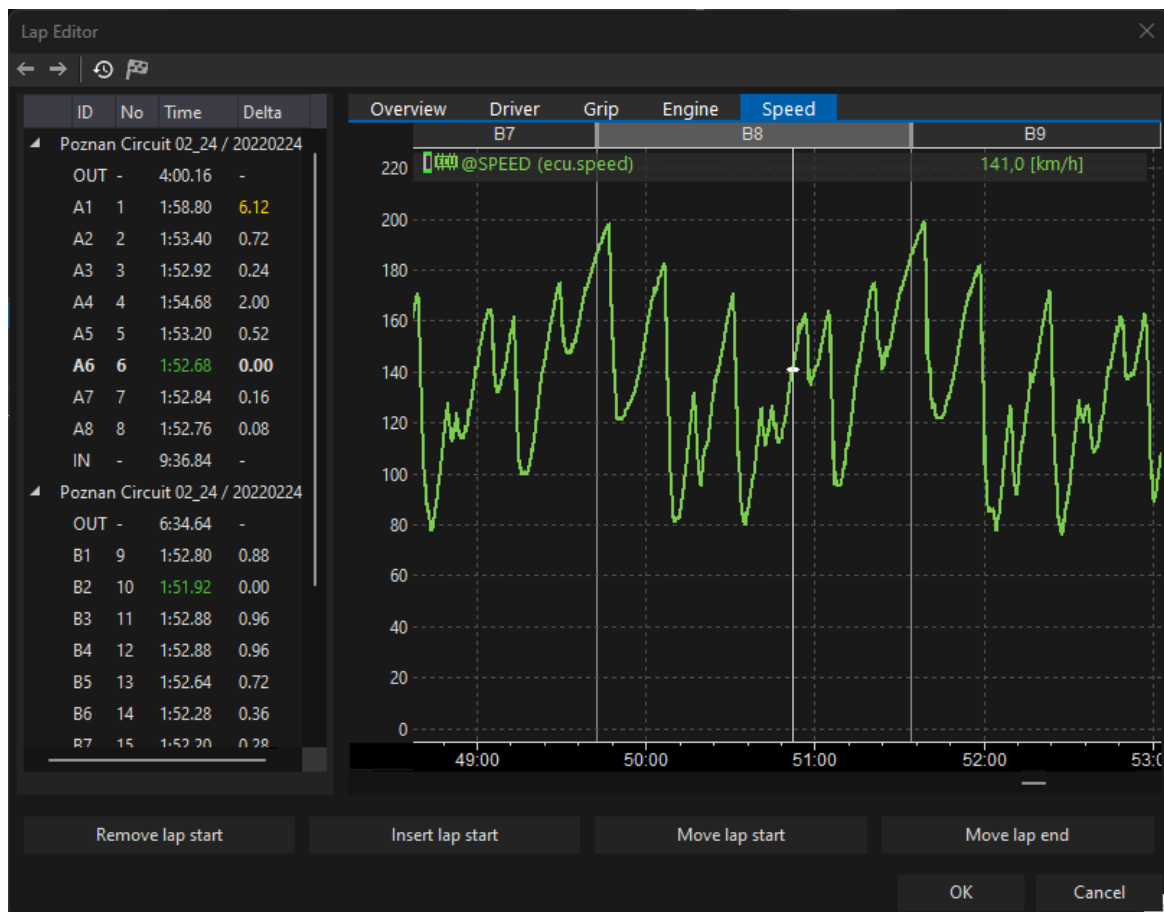 Lap Editor
ID No Time Delta
Poznan Circuit 02_24 / 20220224
OUT - 4:00.16 -
A1 1 1:58.80 6.12
A2 2 1:53.40 0.72
A3 3 1:52.92 0.24
A4 4 1:54.68 2.00
A5 5 1:53.20 0.52
A6 6 1:52.68 0.00
A7 7 1:52.84 0.16
A8 8 1:52.76 0.08
IN - 9:36.84 -
Poznan Circuit 02_24 / 20220224
OUT - 6:34.64 -
B1 9 1:52.80 0.88
B2 10 1:51.92 0.00
B3 11 1:52.88 0.96
B4 12 1:52.88 0.96
B5 13 1:52.64 0.72
B6 14 1:52.28 0.36
B7 15 1:52.20 0.28
Overview Driver Grip Engine Speed
B7 B8 B9
@SPEED (ecu.speed) 141,0 [km/h]
220
200
180
160
140
120
100
80
60
40
20
0
49:00 50:00 51:00 52:00 53:0
Remove lap start Insert lap start Move lap start Move lap end
OK Cancel